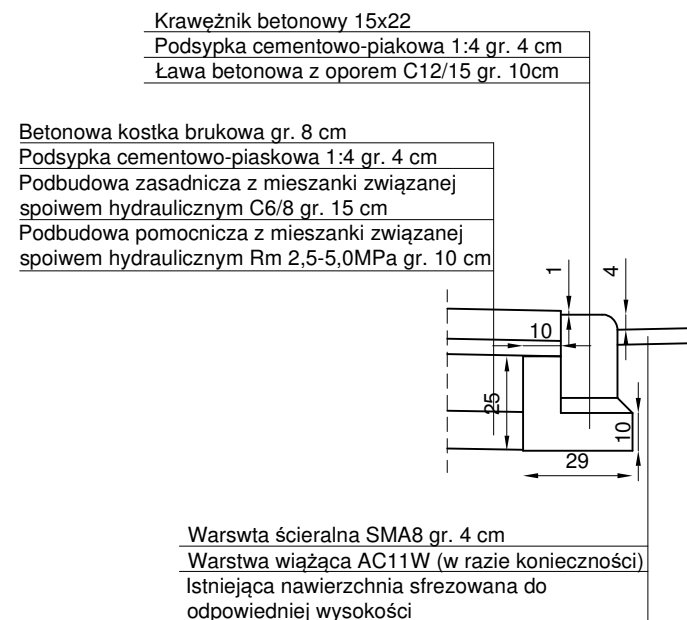 Krawężnik betonowy 15x22
Podsypka cementowo-piakowa 1:4 gr. 4 cm
Ława betonowa z oporem C12/15 gr. 10cm
Betonowa kostka brukowa gr. 8 cm
Podsypka cementowo-piaskowa 1:4 gr. 4 cm
Podbudowa zasadnicza z mieszanki związanej
spoiwem hydraulicznym C6/8 gr. 15 cm
Podbudowa pomocnicza z mieszanki związanej
spoiwem hydraulicznym Rm 2,5-5,0MPa gr. 10 cm
1
4
10
25
10
29
Warswta ścieralna SMA8 gr. 4 cm
Warstwa wiążąca AC11W (w razie konieczności)
Istniejąca nawierzchnia sfrezowana do
odpowiedniej wysokości